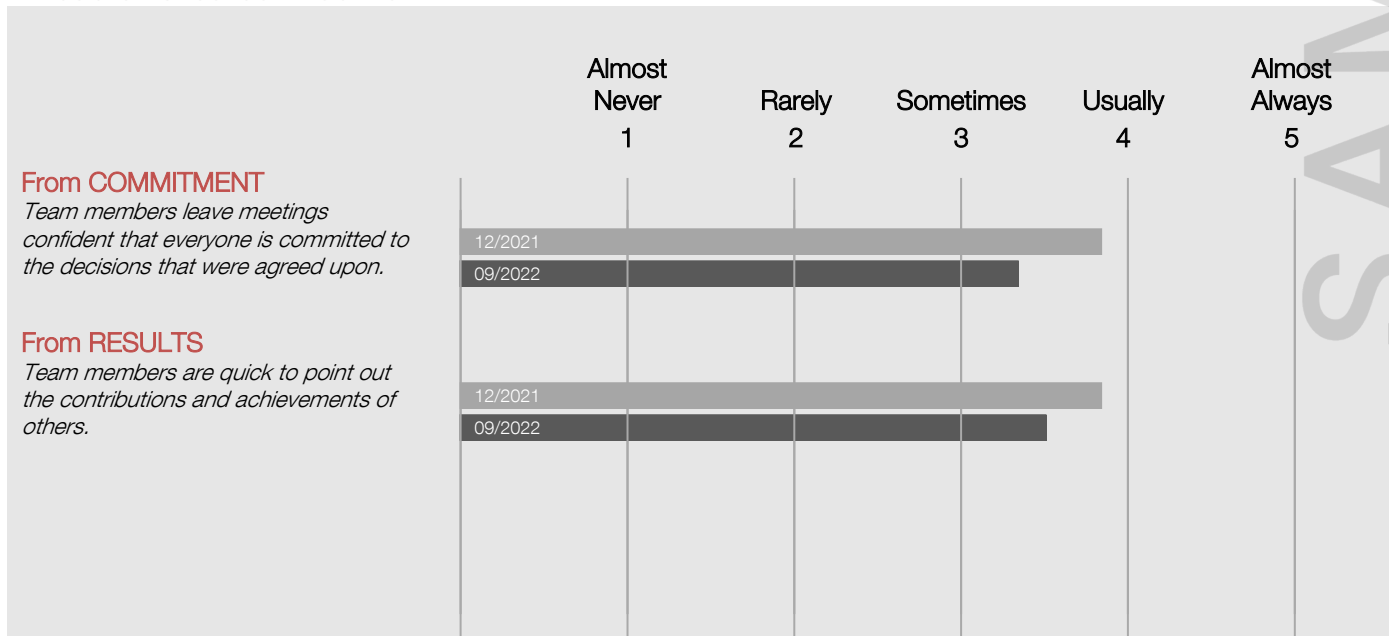 Almost
Never
Rarely
Sometimes
Usually
Almost
Always
1
2
3
4
5
From COMMITMENT
Team members leave meetings
confident that everyone is committed to
the decisions that were agreed upon.
12/2021
09/2022
From RESULTS
Team members are quick to point out
the contributions and achievements of
others.
12/2021
09/2022
SA